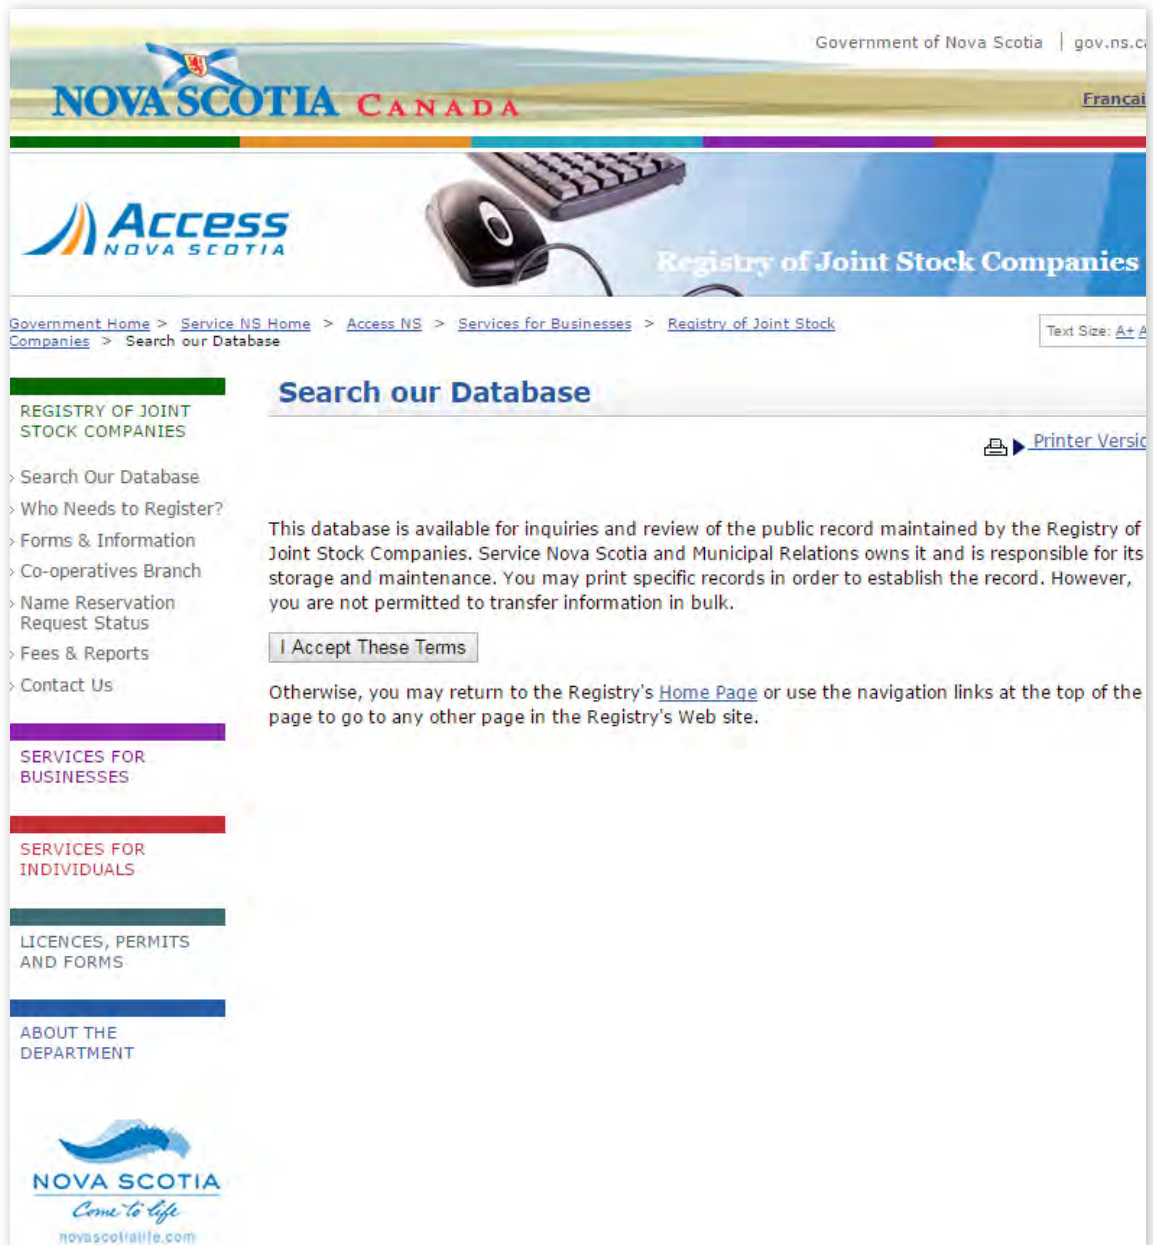 Government of Nova Scotia | gov.ns.c
NOVA SCOTIA CANADA
Françai
Access
NOVA SCOTIA
Registry of Joint Stock Companies
Government Home > Service NS Home > Access NS > Services for Businesses > Registry of Joint Stock
Companies > Search our Database
Text Size: A+ A
Search our Database
Printer Versio
REGISTRY OF JOINT
STOCK COMPANIES
› Search Our Database
› Who Needs to Register?
› Forms & Information
› Co-operatives Branch
› Name Reservation
Request Status
› Fees & Reports
› Contact Us
SERVICES FOR
BUSINESSES
SERVICES FOR
INDIVIDUALS
LICENCES, PERMITS
AND FORMS
ABOUT THE
DEPARTMENT
NOVA SCOTIA
Come to life
novascotialife.com
This database is available for inquiries and review of the public record maintained by the Registry of
Joint Stock Companies. Service Nova Scotia and Municipal Relations owns it and is responsible for its
storage and maintenance. You may print specific records in order to establish the record. However,
you are not permitted to transfer information in bulk.
I Accept These Terms
Otherwise, you may return to the Registry's Home Page or use the navigation links at the top of the
page to go to any other page in the Registry's Web site.